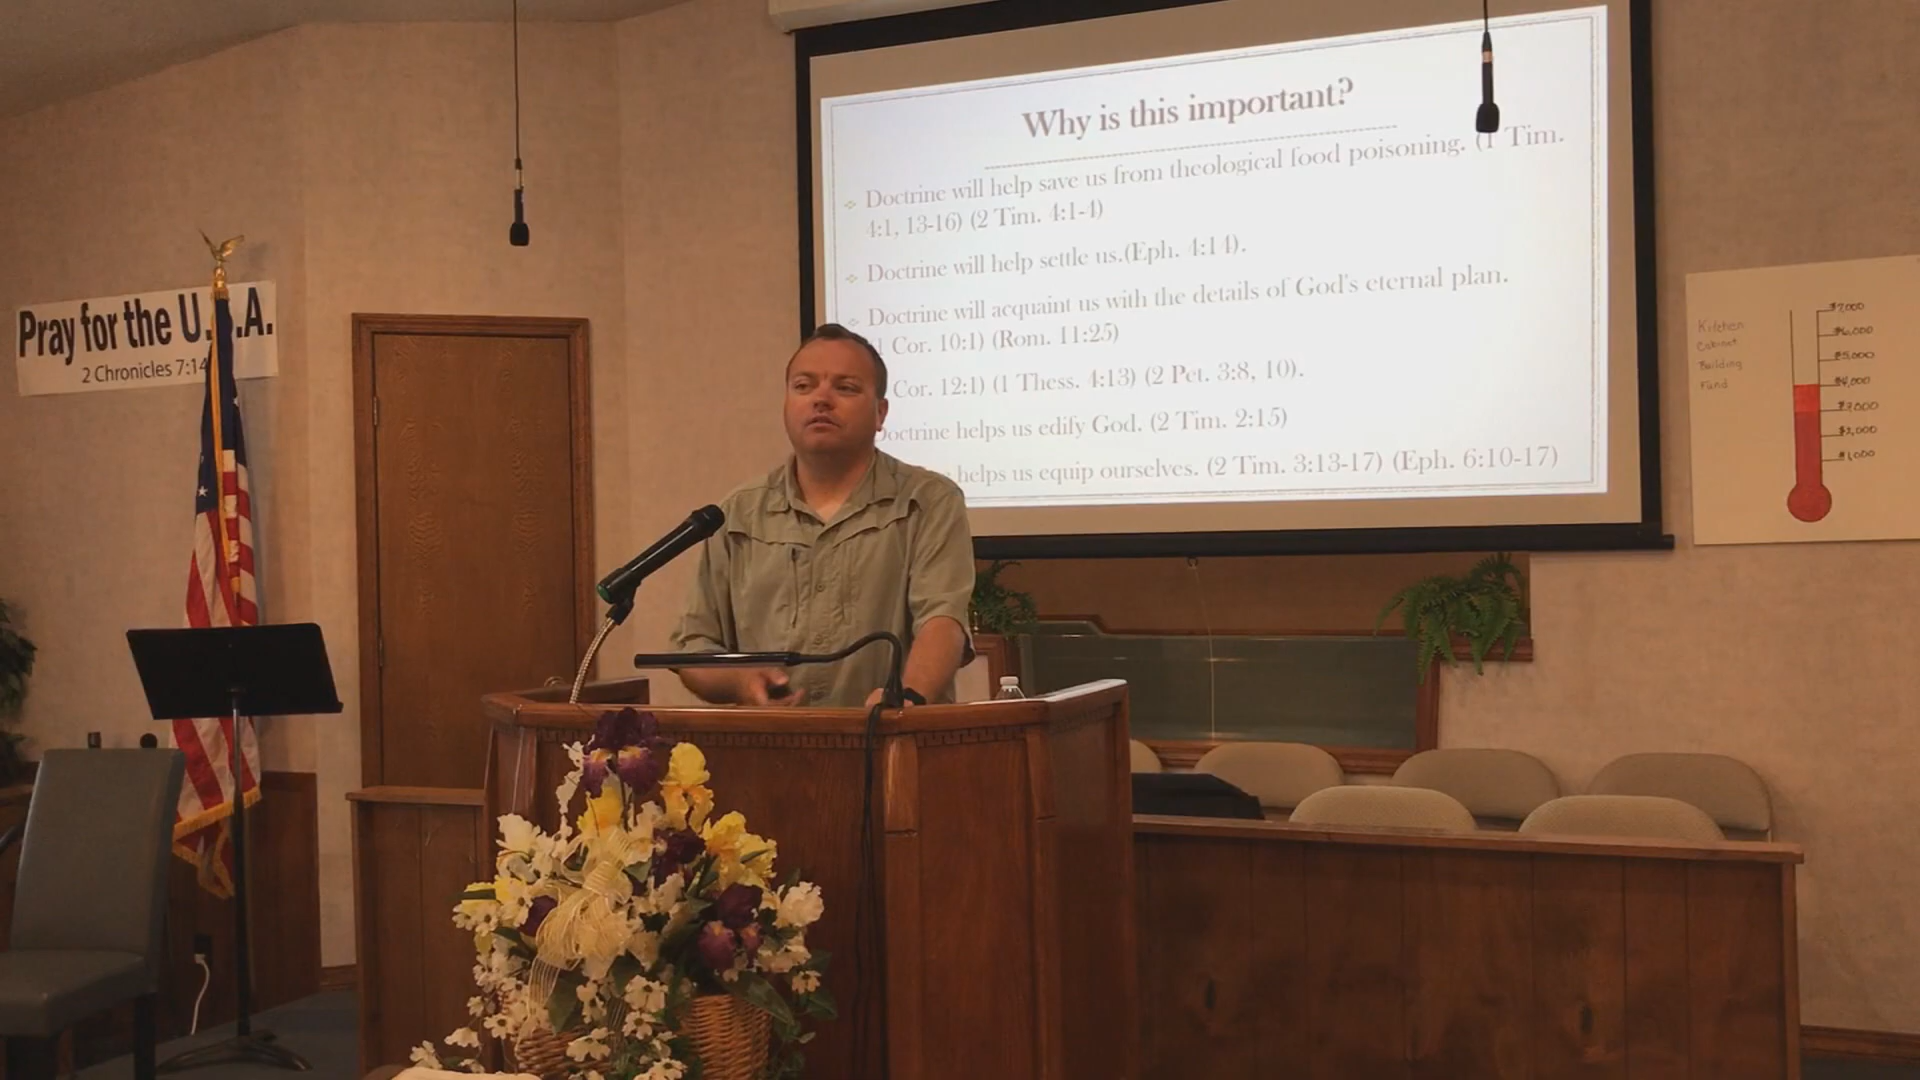 Why is this important?
Doctrine will help save us from theological food poisoning. (1 Tim.
4:1, 13-16) (2 Tim. 4:1-4)
Doctrine will help settle us.(Eph. 4:14).
Doctrine will acquaint us with the details of God's eternal plan.
1 Cor. 10:1) (Rom. 11:25)
Cor. 12:1) (1 Thess. 4:13) (2 Pet. 3:8, 10).
Doctrine helps us edify God. (2 Tim. 2:15)
helps us equip ourselves. (2 Tim. 3:13-17) (Eph. 6:10-17)
Pray for the U. .A.
2 Chronicles 7:14
Kitchen
Cabinet
Building
Fund
$7,000
$6,000
$5,000
$4,000
$3,000
$2,000
$1,000